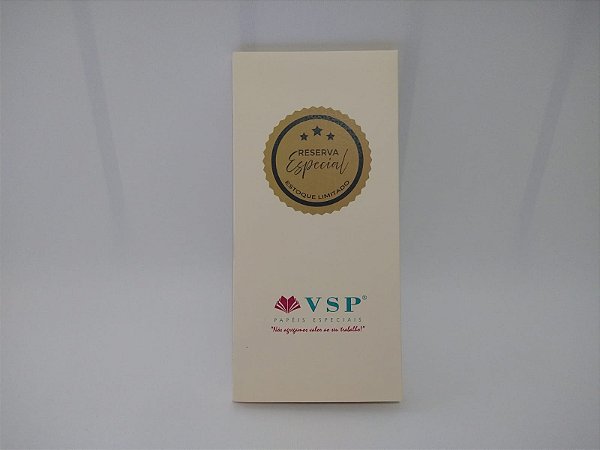 RESERVA
Especial
ESTOQUE LIMITADO
VSP®
PAPÉIS ESPECIAIS
"Nós agregamos valor ao seu trabalho!"